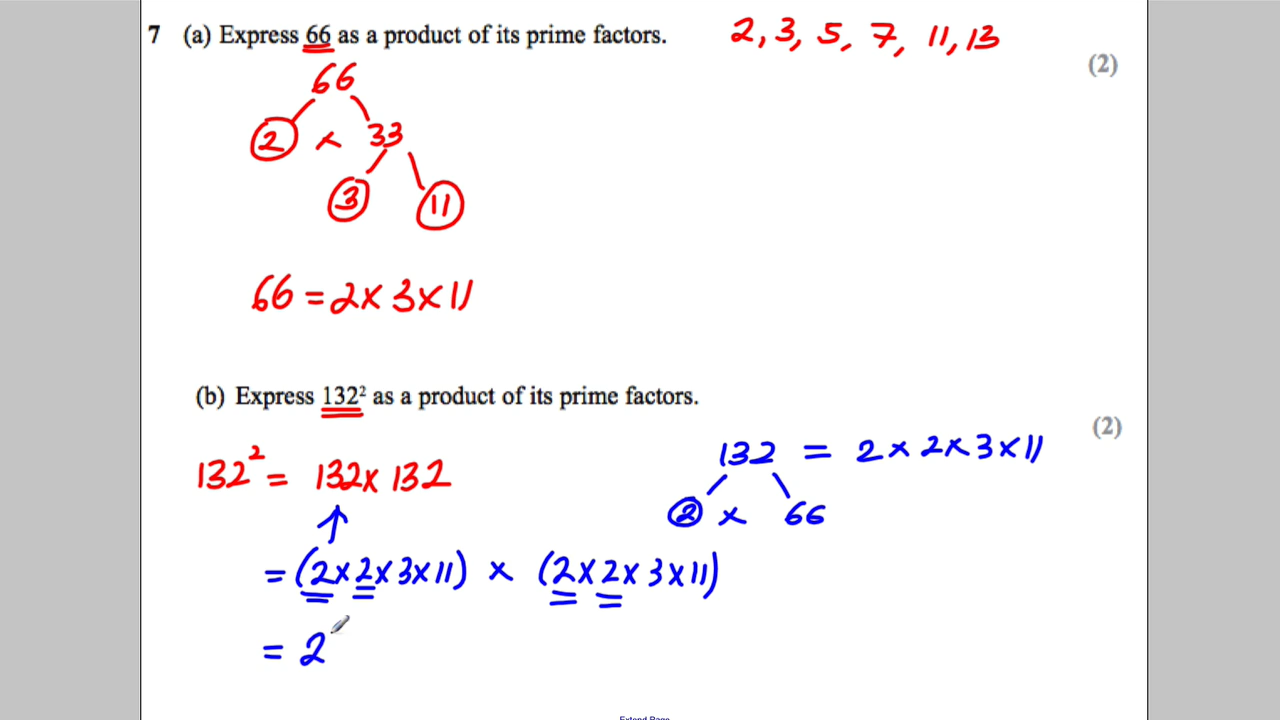 7 (a) Express 66 as a product of its prime factors. 2, 3, 5, 7, 11, 13
(2)
66
2 × 33
3 11
66 = 2 × 3 × 11
(b) Express 132² as a product of its prime factors.
(2)
132² = 132 × 132
132 = 2 × 2 × 3 × 11
2 × 66
= (2 × 2 × 3 × 11) × (2 × 2 × 3 × 11)
= 2
Extend Page